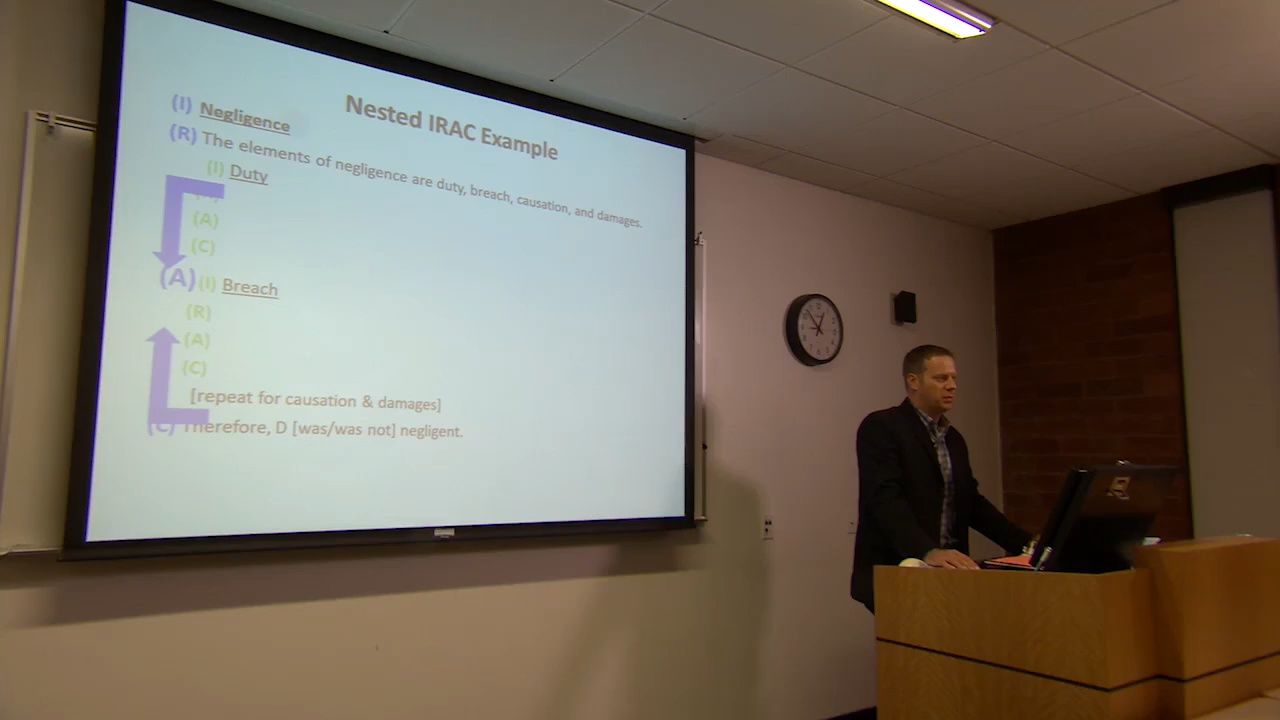 Nested IRAC Example
(I) Negligence
(R) The elements of negligence are duty, breach, causation, and damages.
(I) Duty
(A)
(C)
(A) (I) Breach
(R)
(A)
(C)
[repeat for causation & damages]
(C) Therefore, D [was/was not] negligent.